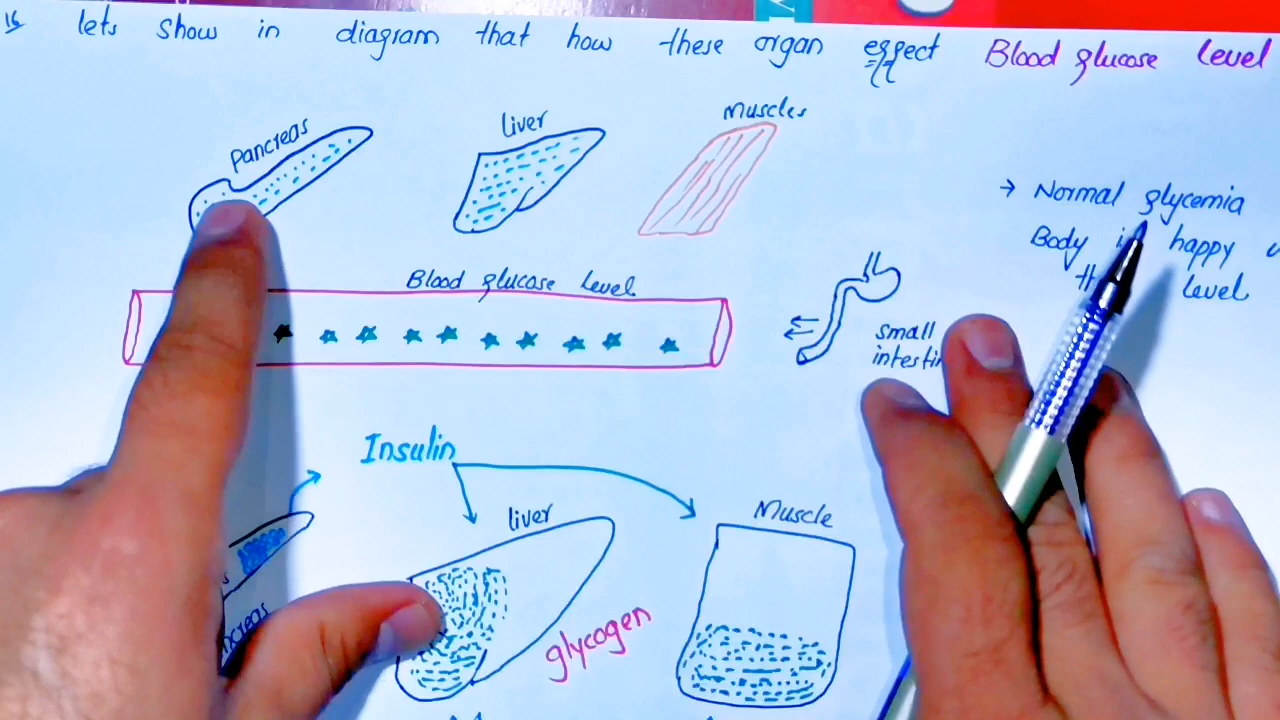 lets show in diagram that how these organ effect Blood glucose level
Pancreas
liver
Muscles
→ Normal glycemia
Body happy
level
Blood glucose level
small
Insulin
liver
Muscle
glycogen